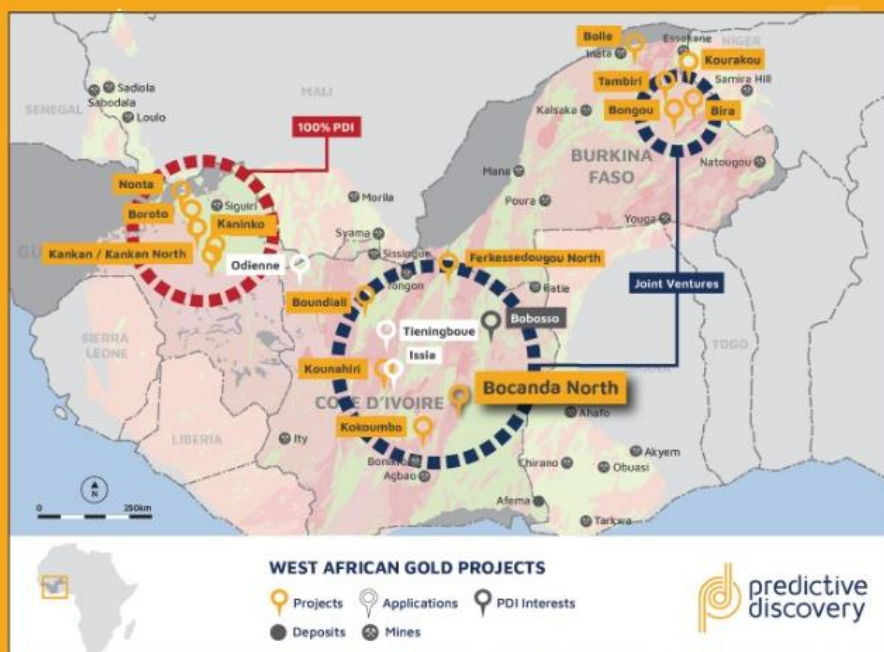 Bolle
Essakane
Inata
NIGER
Kourakou
MALI
Tambiri
Samira Hill
Sadiola
Sabodala
SENEGAL
Loulo
Kalsaka
Bongou
Bira
100% PDI
BURKINA
FASO
Natougou
Mana
Nonta
Morila
Poura
Siguiri
Youga
Boroto
Kaninko
Syama
GU
Kankan / Kankan North
Sissingue
Ferkessedougou North
Odienne
Tongon
Batie
Joint Ventures
Boundiali
Bobosso
Tieningboue
SIERRA
LEONE
TOGO
Issia
Kounahiri
Bocanda North
COTE D'IVOIRE
Ahafo
Kokoumbo
LIBERIA
Ity
Akyem
Chirano
Obuasi
Agbao
Afema
Tarkwa
N
0 250km
WEST AFRICAN GOLD PROJECTS
Projects Applications PDI Interests
Deposits Mines
predictive
discovery